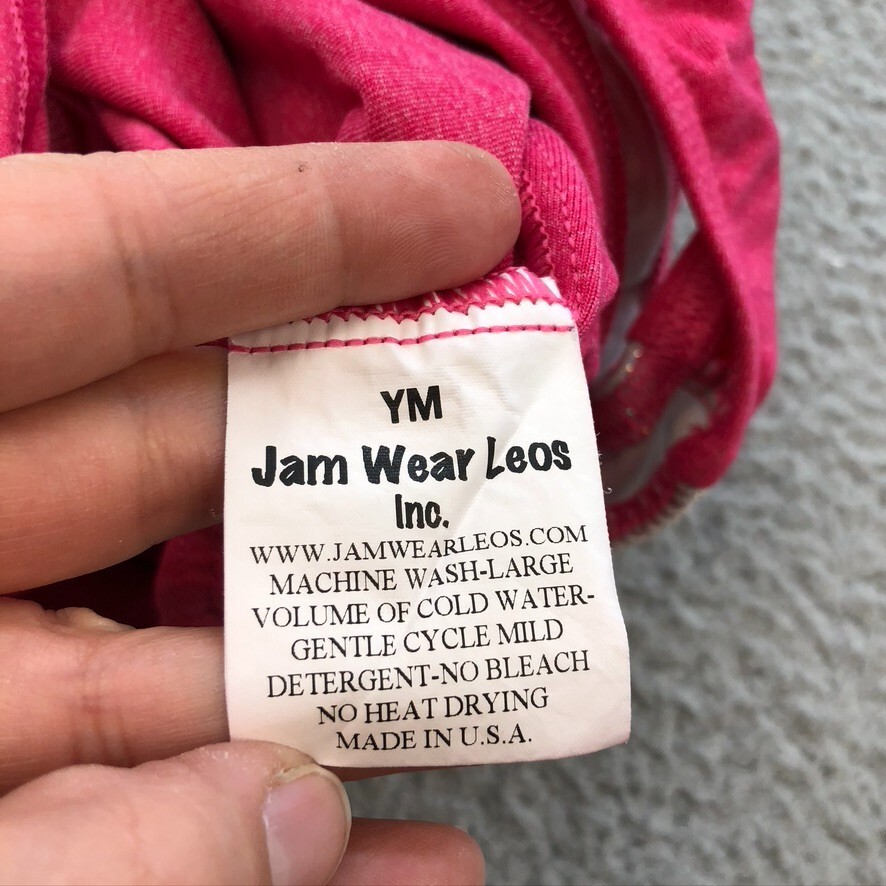 YM
Jam Wear Leos
Inc.
WWW.JAMWEARLEOS.COM
MACHINE WASH-LARGE
VOLUME OF COLD WATER-
GENTLE CYCLE MILD
DETERGENT-NO BLEACH
NO HEAT DRYING
MADE IN U.S.A.